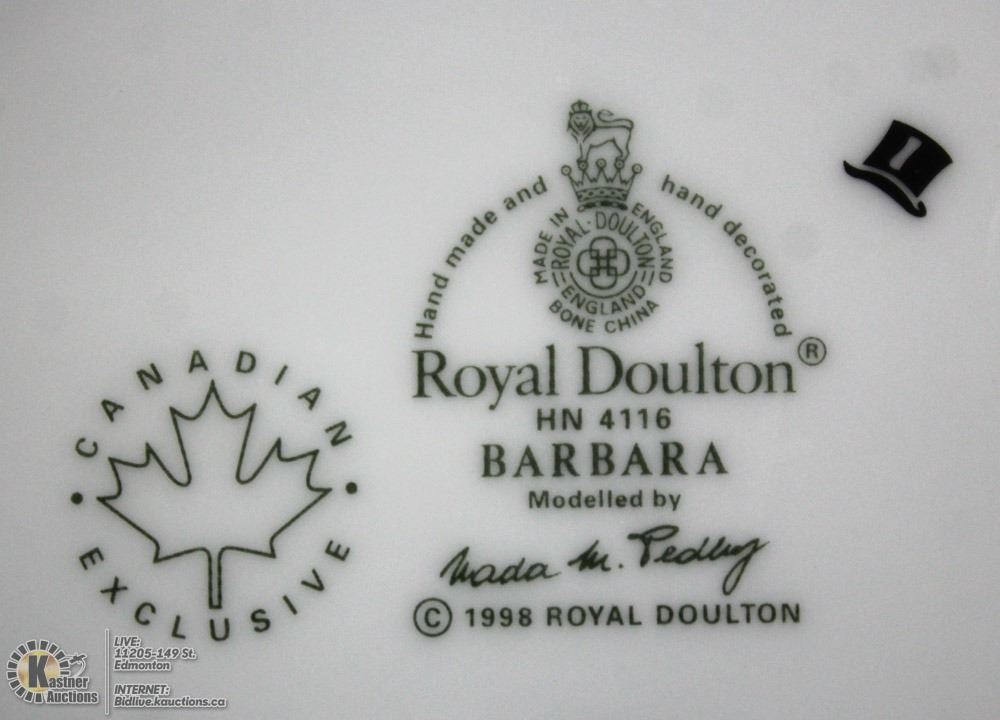 Hand made and hand decorated
MADE IN ENGLAND
ROYAL·DOULTON
ENGLAND
BONE CHINA
Royal Doulton®
HN 4116
BARBARA
Modelled by
Nada M. Pedley
© 1998 ROYAL DOULTON
CANADIAN
EXCLUSIVE
1
Kastner
Auctions
LIVE:
11205-149 St.
Edmonton
INTERNET:
Bidlive.kauctions.ca